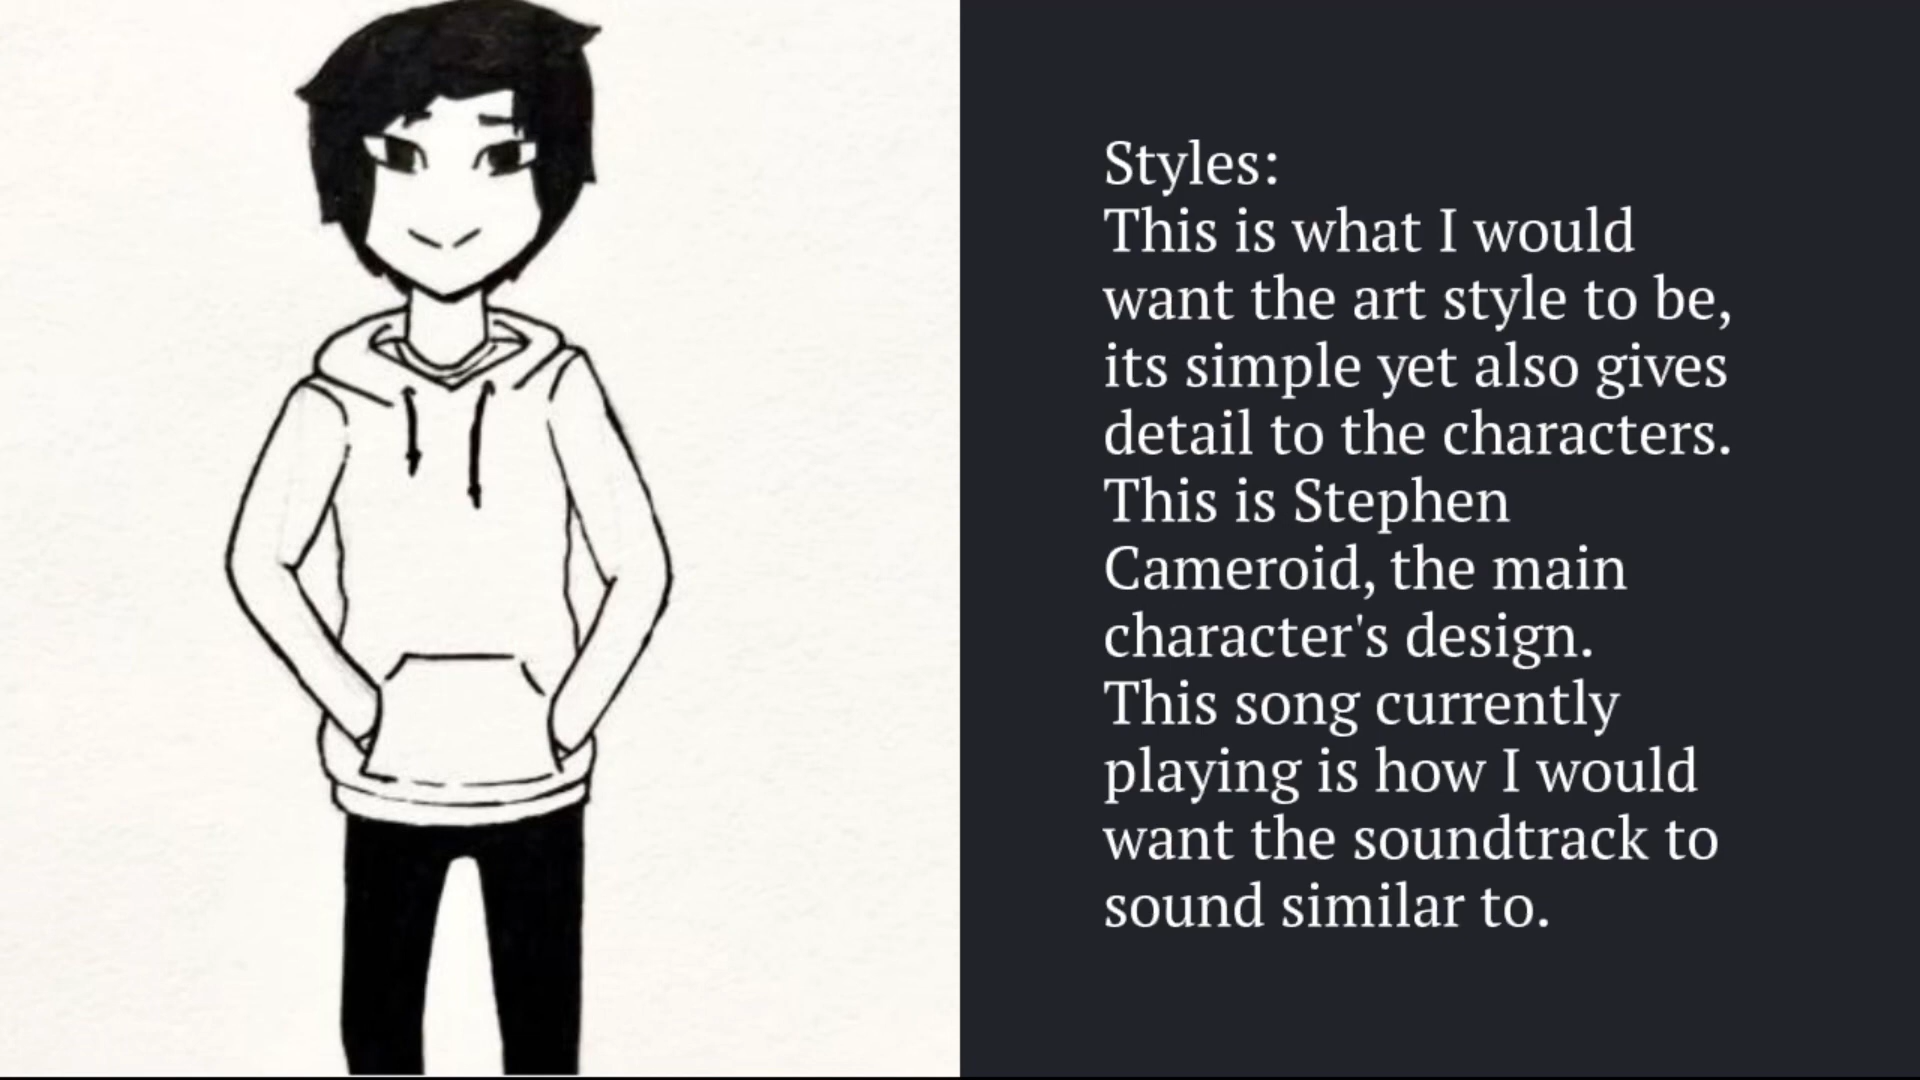 Styles:
This is what I would
want the art style to be,
its simple yet also gives
detail to the characters.
This is Stephen
Cameroid, the main
character's design.
This song currently
playing is how I would
want the soundtrack to
sound similar to.